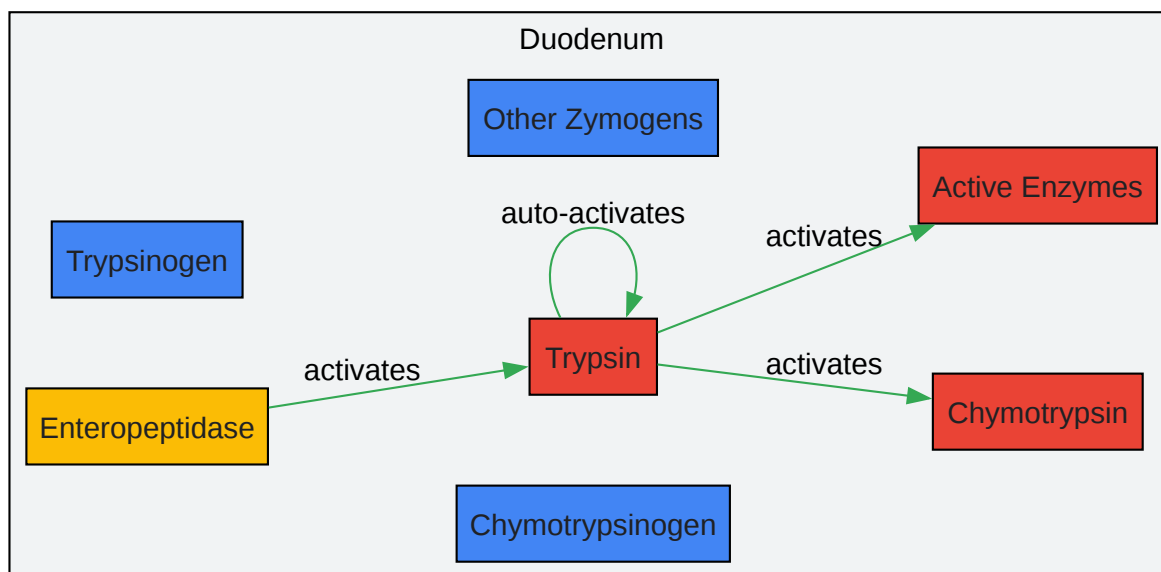 Duodenum
Other Zymogens
Active Enzymes
auto-activates
activates
Trypsinogen
Trypsin
activates
activates
Enteropeptidase
Chymotrypsin
Chymotrypsinogen